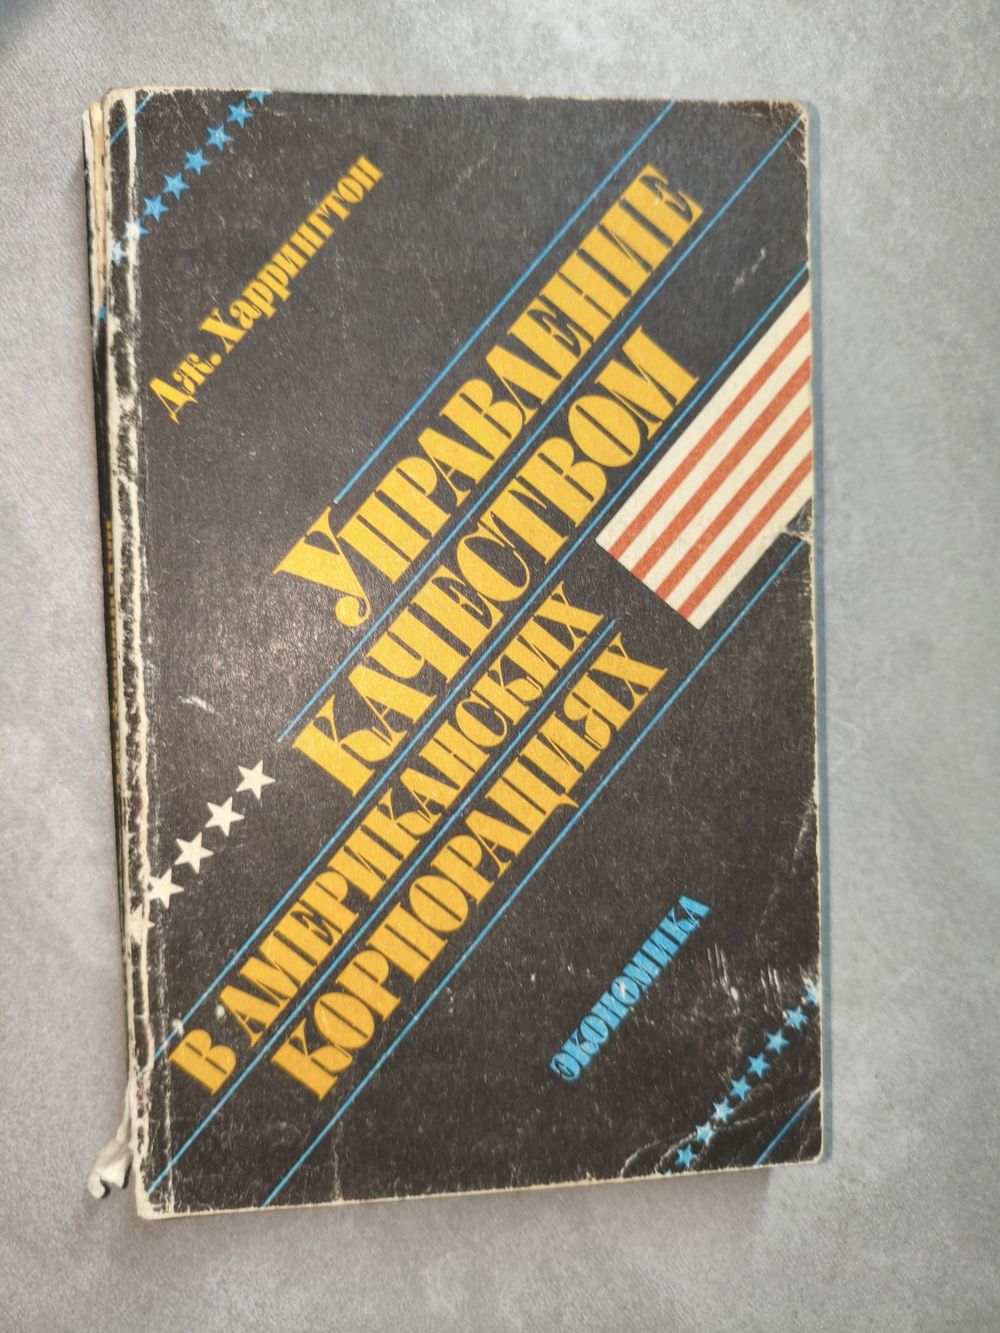 Дж. Харрингтон
УПРАВЛЕНИЕ
КАЧЕСТВОМ
В АМЕРИКАНСКИХ
КОРПОРАЦИЯХ
ЭКОНОМИКА